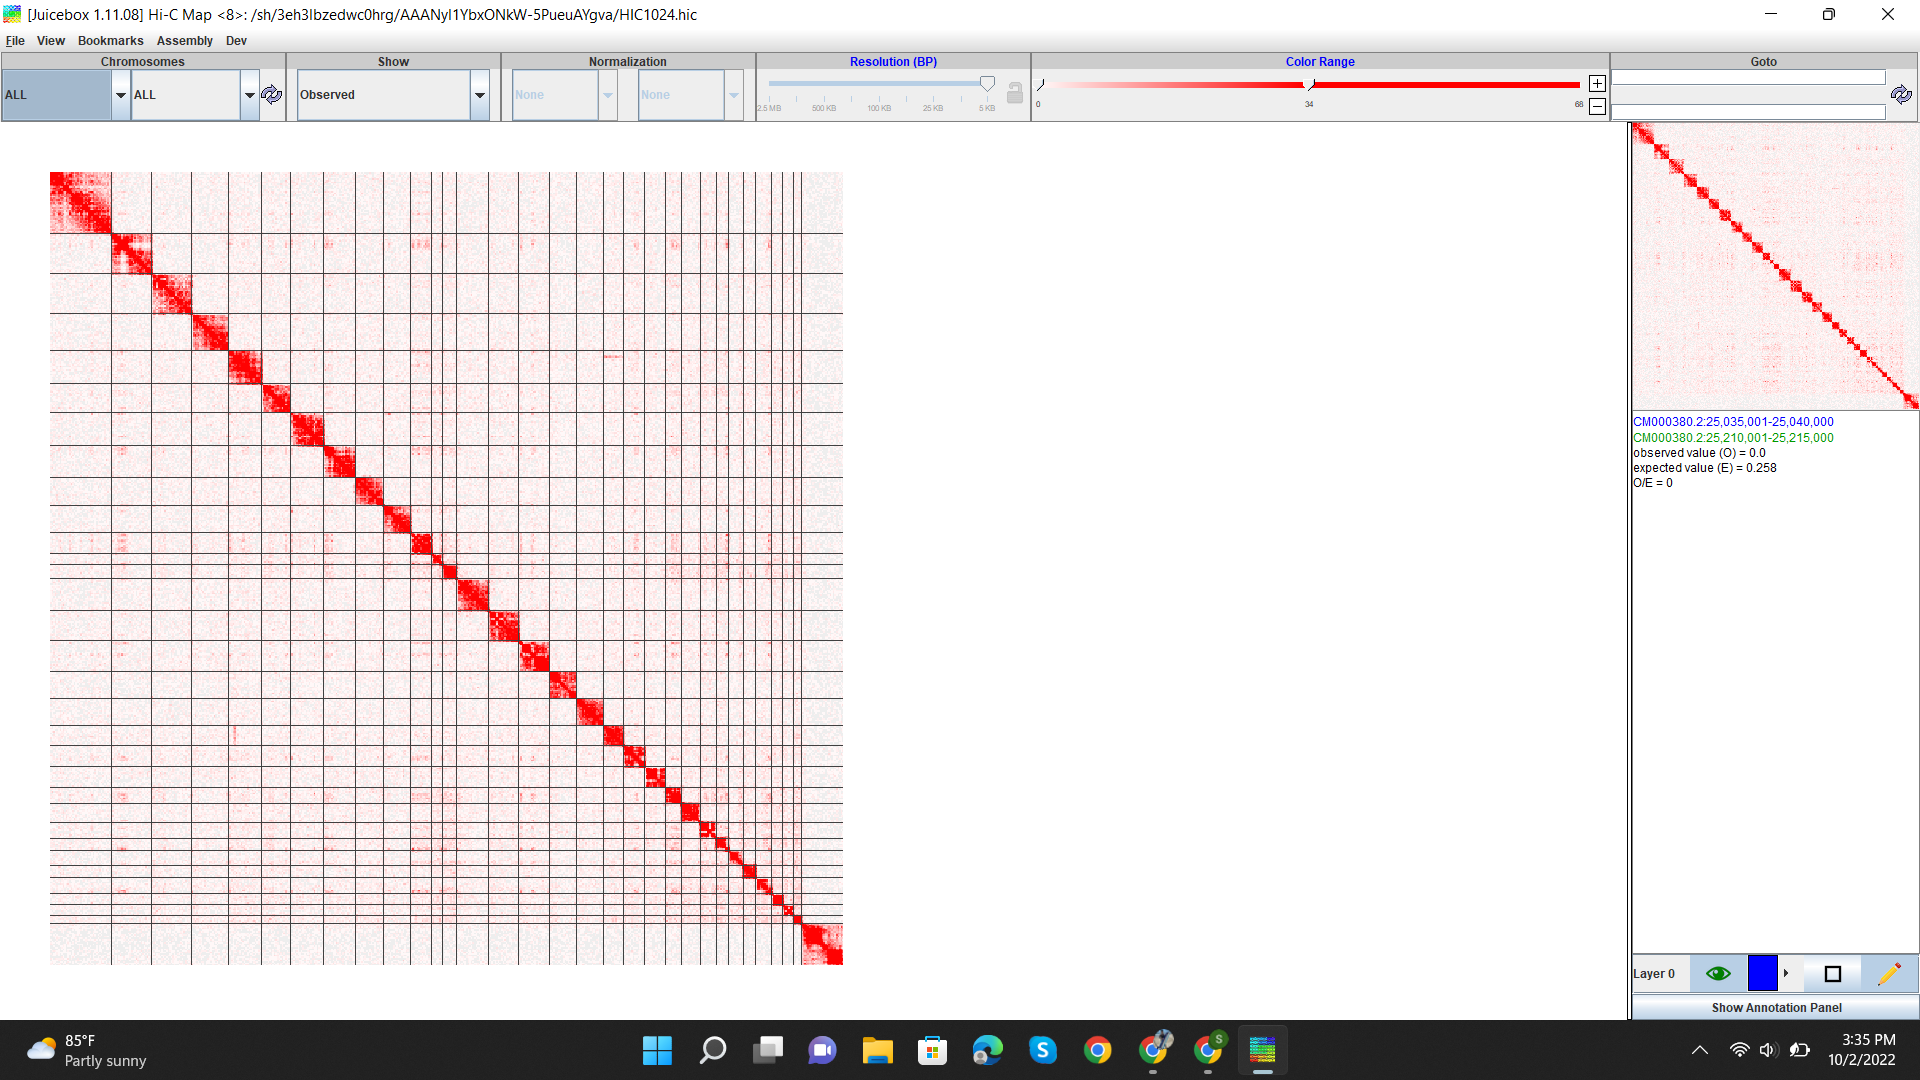 [Juicebox 1.11.08] Hi-C Map <8>: /sh/3eh3lbzedwc0hrg/AAANyl1YbxONkW-5PueuAYgva/HIC1024.hic
File View Bookmarks Assembly Dev
Chromosomes Show Normalization Resolution (BP) Color Range Goto
ALL ALL Observed None None
2.5 MB 500 KB 100 KB 25 KB 5 KB
0 34 68
CM000380.2:25,035,001-25,040,000
CM000380.2:25,210,001-25,215,000
observed value (O) = 0.0
expected value (E) = 0.258
O/E = 0
Layer 0
Show Annotation Panel
85°F
Partly sunny
S
S
3:35 PM
10/2/2022